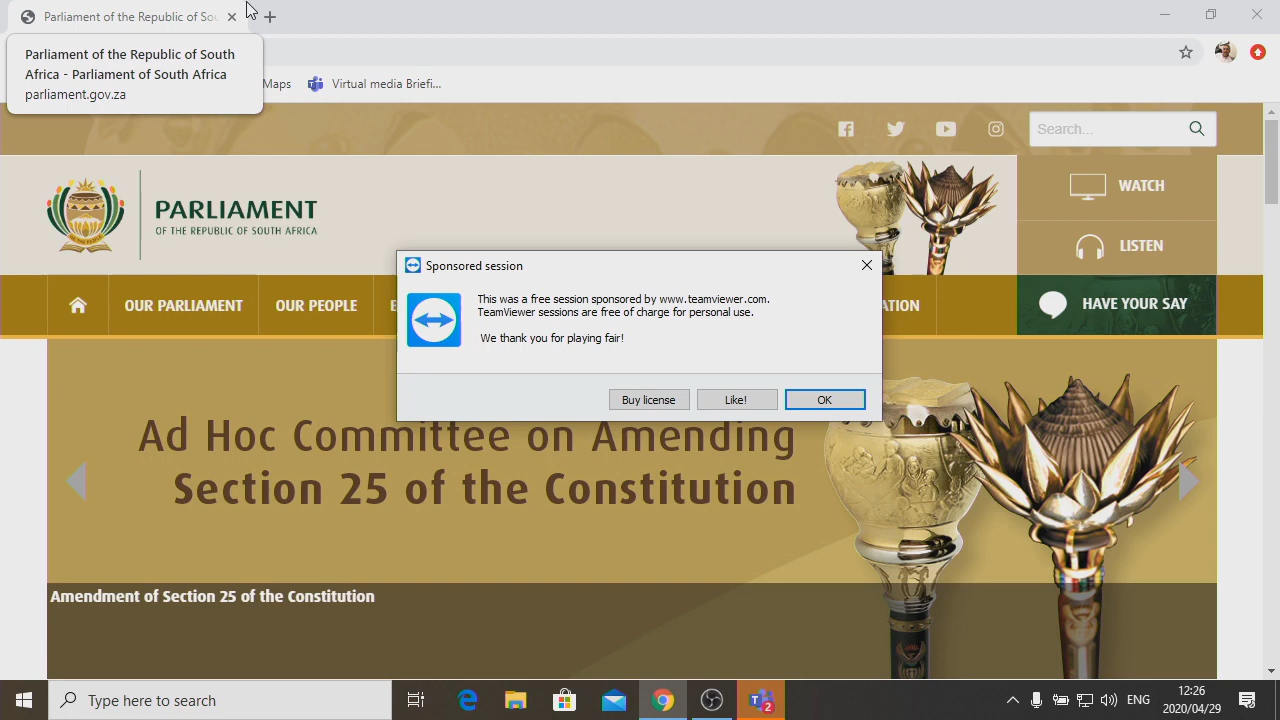 Parliament of the Republic of Sou
Parliament of the Republic of South
Africa - Parliament of South Africa
parliament.gov.za
Maps
Virtual media Briefi...
Search...
PARLIAMENT
OF THE REPUBLIC OF SOUTH AFRICA
WATCH
LISTEN
OUR PARLIAMENT
OUR PEOPLE
HAVE YOUR SAY
Sponsored session
This was a free session sponsored by www.teamviewer.com.
TeamViewer sessions are free of charge for personal use.
We thank you for playing fair!
Buy license
Like!
OK
Ad Hoc Committee on Amending
Section 25 of the Constitution
Amendment of Section 25 of the Constitution
Type here to search
2
ENG
12:26
2020/04/29